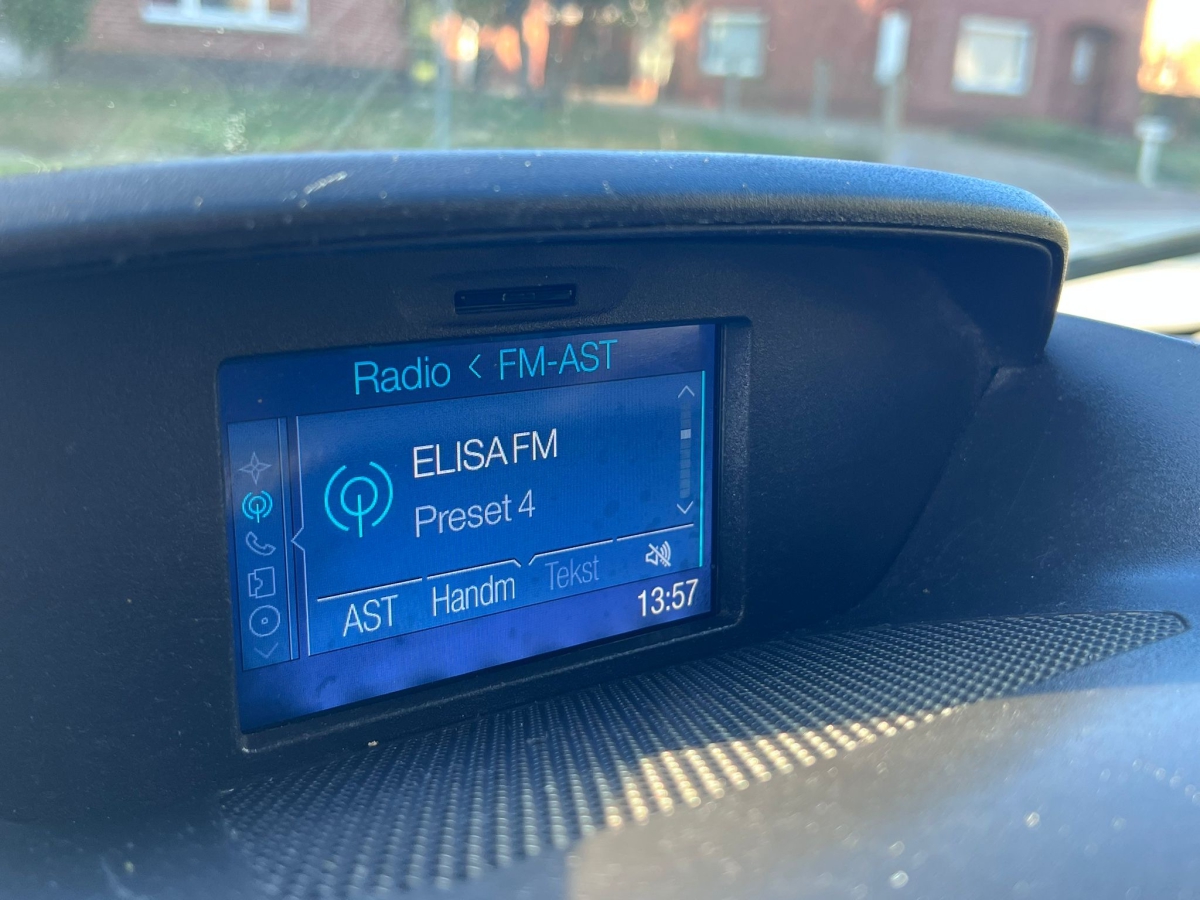 Radio < FM-AST
ELISA FM
Preset 4
AST Handm Tekst
13:57